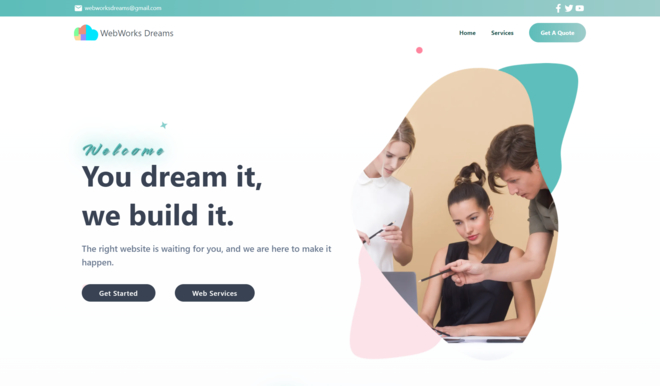 webworksdreams@gmail.com
WebWorks Dreams
Home
Services
Get A Quote
Welcome
You dream it,
we build it.
The right website is waiting for you, and we are here to make it
happen.
Get Started
Web Services